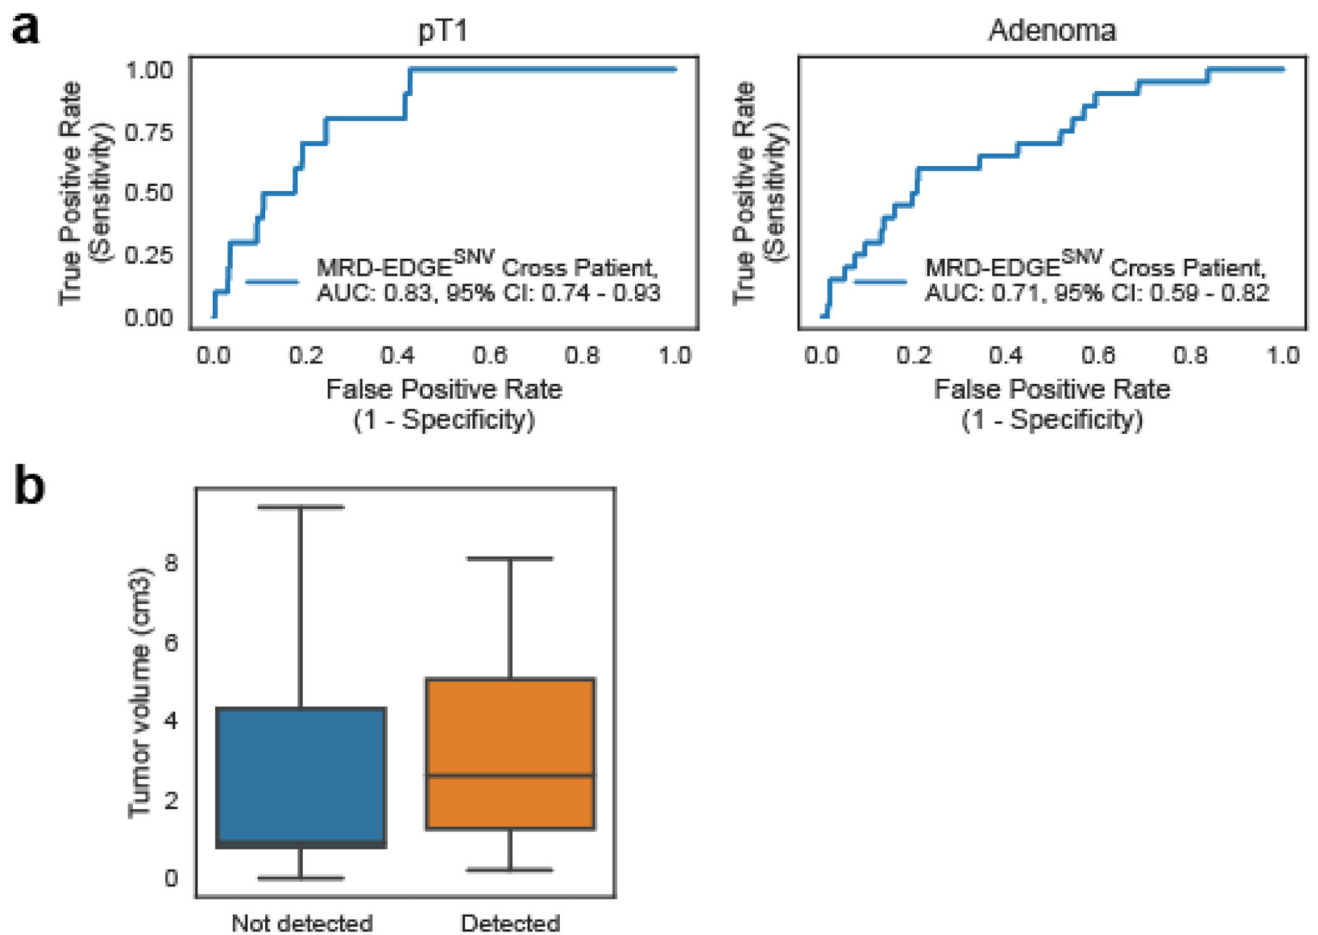 a
pT1
True Positive Rate
(Sensitivity)
1.00
0.75
0.50
0.25
0.00
MRD-EDGE^SNV Cross Patient,
AUC: 0.83, 95% CI: 0.74 - 0.93
0.0 0.2 0.4 0.6 0.8 1.0
False Positive Rate
(1 - Specificity)
Adenoma
True Positive Rate
(Sensitivity)
MRD-EDGE^SNV Cross Patient,
AUC: 0.71, 95% CI: 0.59 - 0.82
0.0 0.2 0.4 0.6 0.8 1.0
False Positive Rate
(1 - Specificity)
b
Tumor volume (cm3)
8
6
4
2
0
Not detected Detected